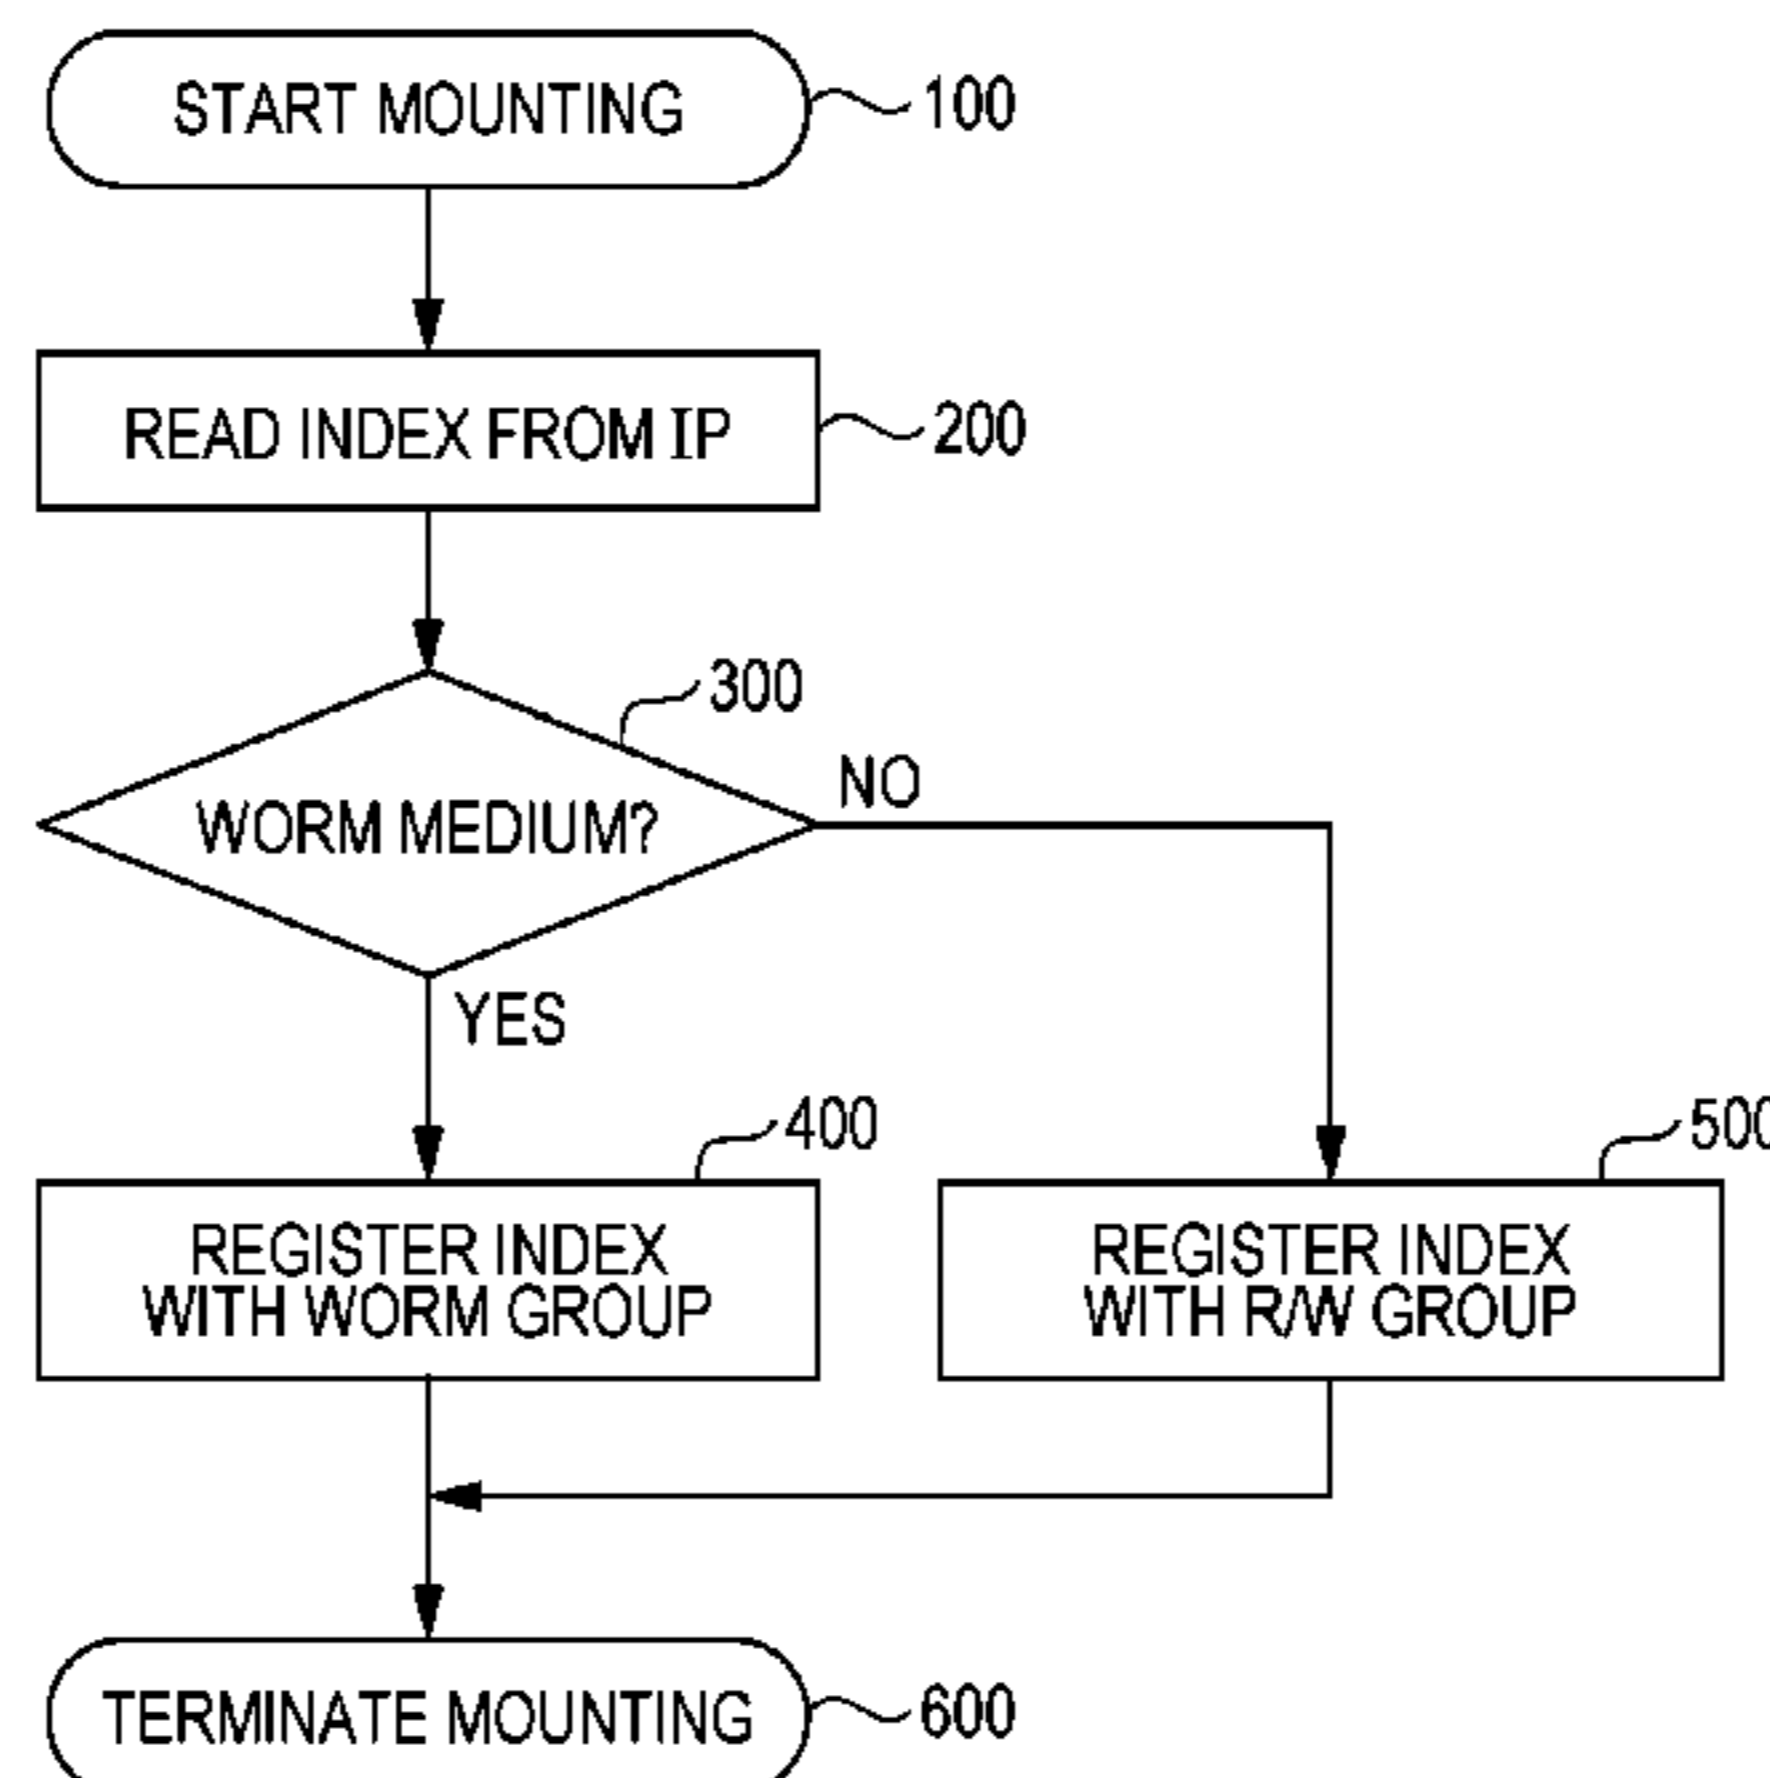 START MOUNTING
100
READ INDEX FROM IP
200
300
WORM MEDIUM?
NO
YES
400
500
REGISTER INDEX
WITH WORM GROUP
REGISTER INDEX
WITH R/W GROUP
TERMINATE MOUNTING
600